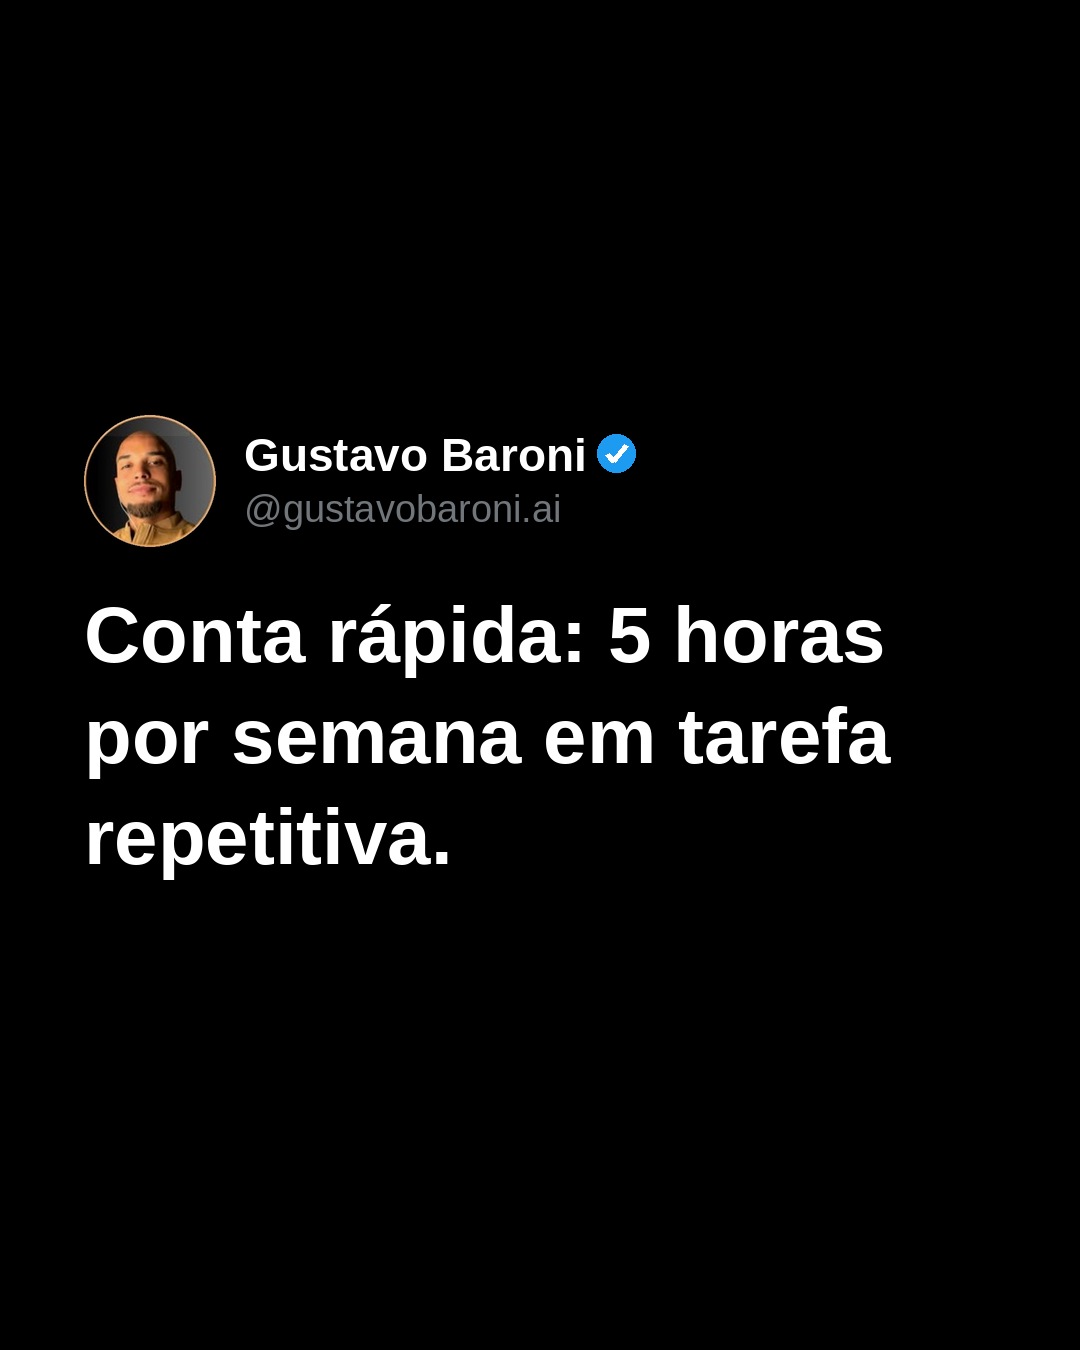 Gustavo Baroni
@gustavobaroni.ai
Conta rápida: 5 horas
por semana em tarefa
repetitiva.